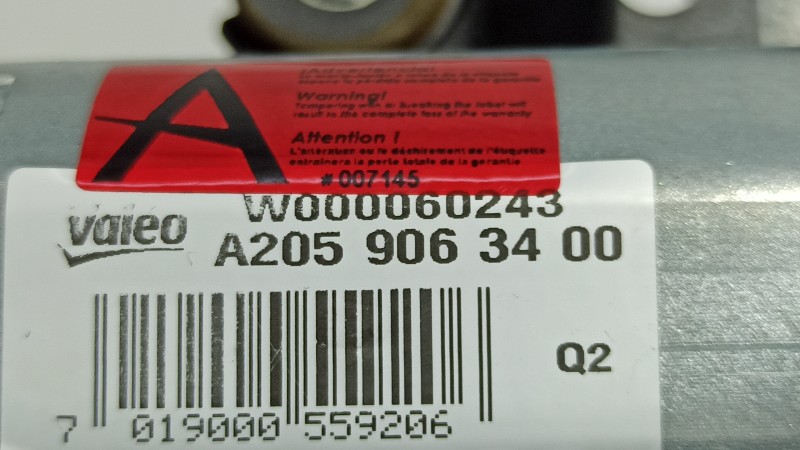 A
¡Advertencia!
Warning!
Tampering with or breaking the label will
result in the complete loss of the warranty
Attention !
L'altération ou le déchirement de l'étiquette
entraînera la perte totale de la garantie
#007145
W000060243
Valeo
A205 906 34 00
Q2
7 019000 559206